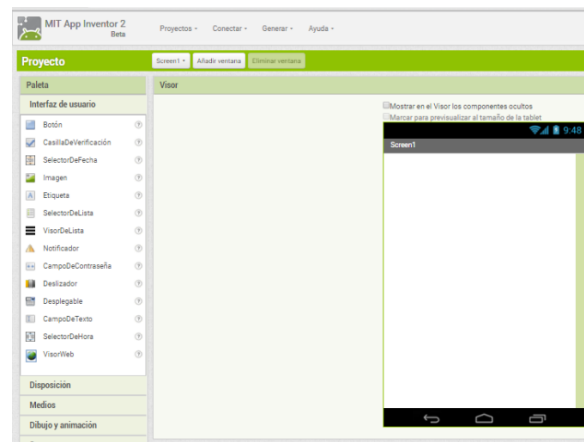 MIT App Inventor 2
Beta
Proyectos Conectar Generar Ayuda
Proyecto
Screen1 Añadir ventana Eliminar ventana
Paleta
Visor
Interfaz de usuario
Botón
CasillaDeVerificación
SelectorDeFecha
Imagen
Etiqueta
SelectorDeLista
VisorDeLista
Notificador
CampoDeContraseña
Deslizador
Desplegable
CampoDeTexto
SelectorDeHora
VisorWeb
Disposición
Medios
Dibujo y animación
Mostrar en el Visor los componentes ocultos
Marcar para previsualizar al tamaño de la tablet
9:48
Screen1